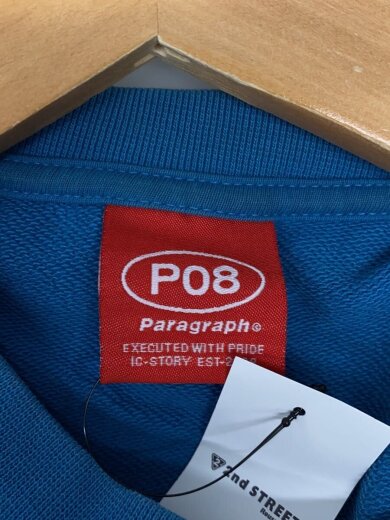 P08
Paragraph©
EXECUTED WITH PRIDE
IC-STORY EST-2
2nd STREET